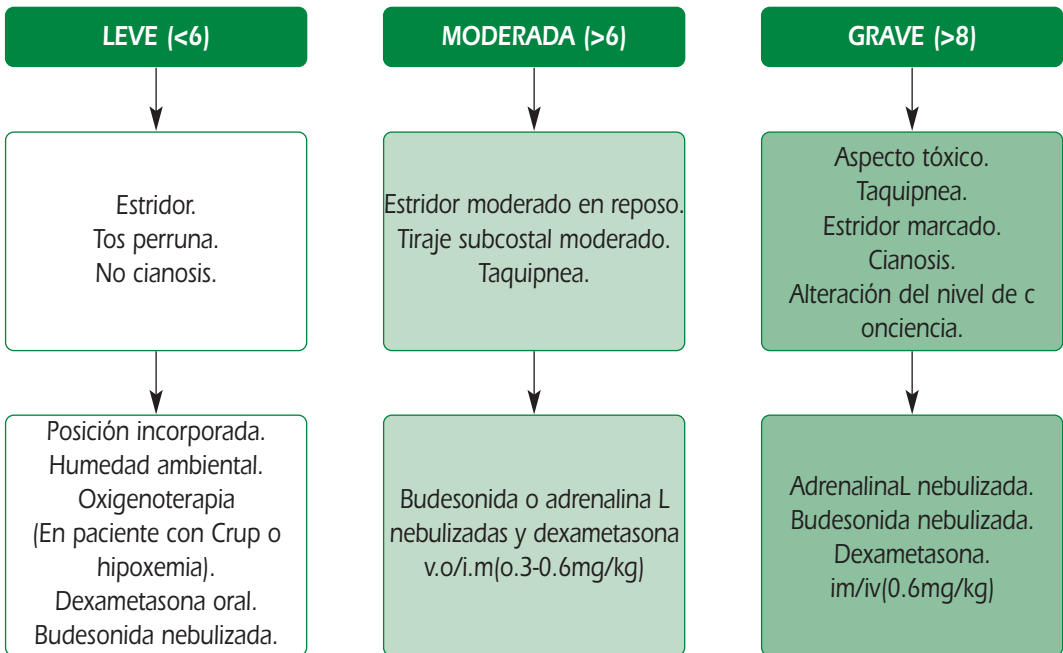 LEVE (<6)
Estridor.
Tos perruna.
No cianosis.
Posición incorporada.
Humedad ambiental.
Oxigenoterapia
(En paciente con Crup o
hipoxemia).
Dexametasona oral.
Budesonida nebulizada.
MODERADA (>6)
Estridor moderado en reposo.
Tiraje subcostal moderado.
Taquipnea.
Budesonida o adrenalina L
nebulizadas y dexametasona
v.o/i.m(o.3-0.6mg/kg)
GRAVE (>8)
Aspecto tóxico.
Taquipnea.
Estridor marcado.
Cianosis.
Alteración del nivel de c
onciencia.
AdrenalinaL nebulizada.
Budesonida nebulizada.
Dexametasona.
im/iv(0.6mg/kg)